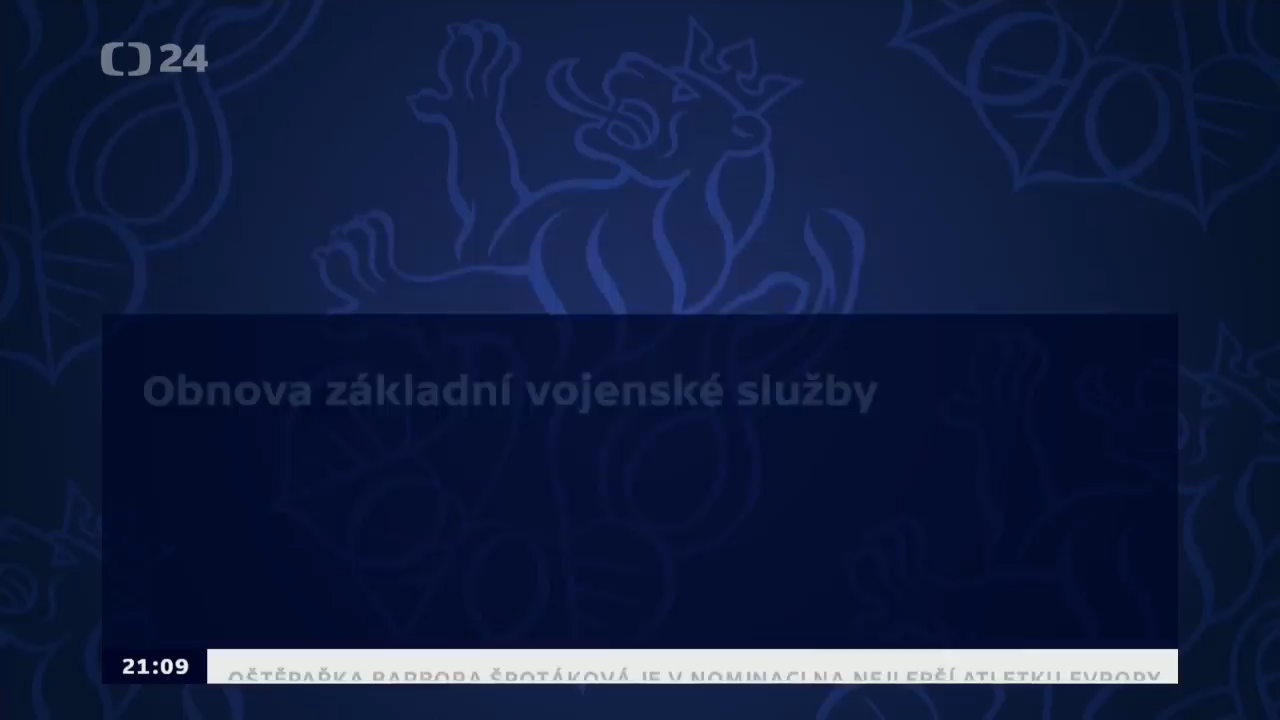 24
Obnova základní vojenské služby
21:09
OŠTĚPAŘKA BARBORA ŠPOTÁKOVÁ JE V NOMINACI NA NEJLEPŠÍ ATLETKU EVROPY